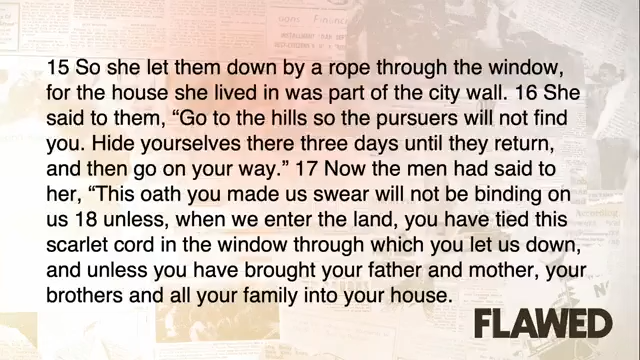 15 So she let them down by a rope through the window,
for the house she lived in was part of the city wall. 16 She
said to them, “Go to the hills so the pursuers will not find
you. Hide yourselves there three days until they return,
and then go on your way.” 17 Now the men had said to
her, “This oath you made us swear will not be binding on
us 18 unless, when we enter the land, you have tied this
scarlet cord in the window through which you let us down,
and unless you have brought your father and mother, your
brothers and all your family into your house.
FLAWED